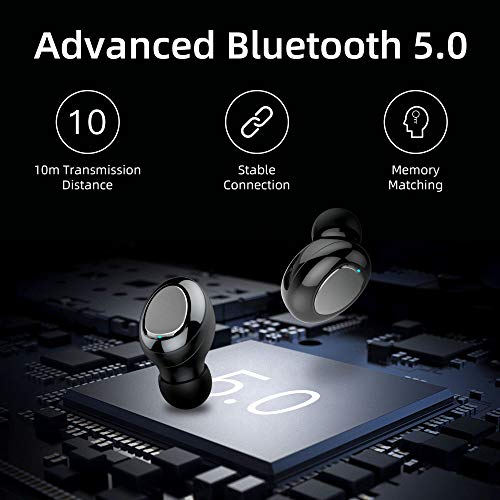 Advanced Bluetooth 5.0
10
10m Transmission
Distance
Stable
Connection
Memory
Matching
5.0